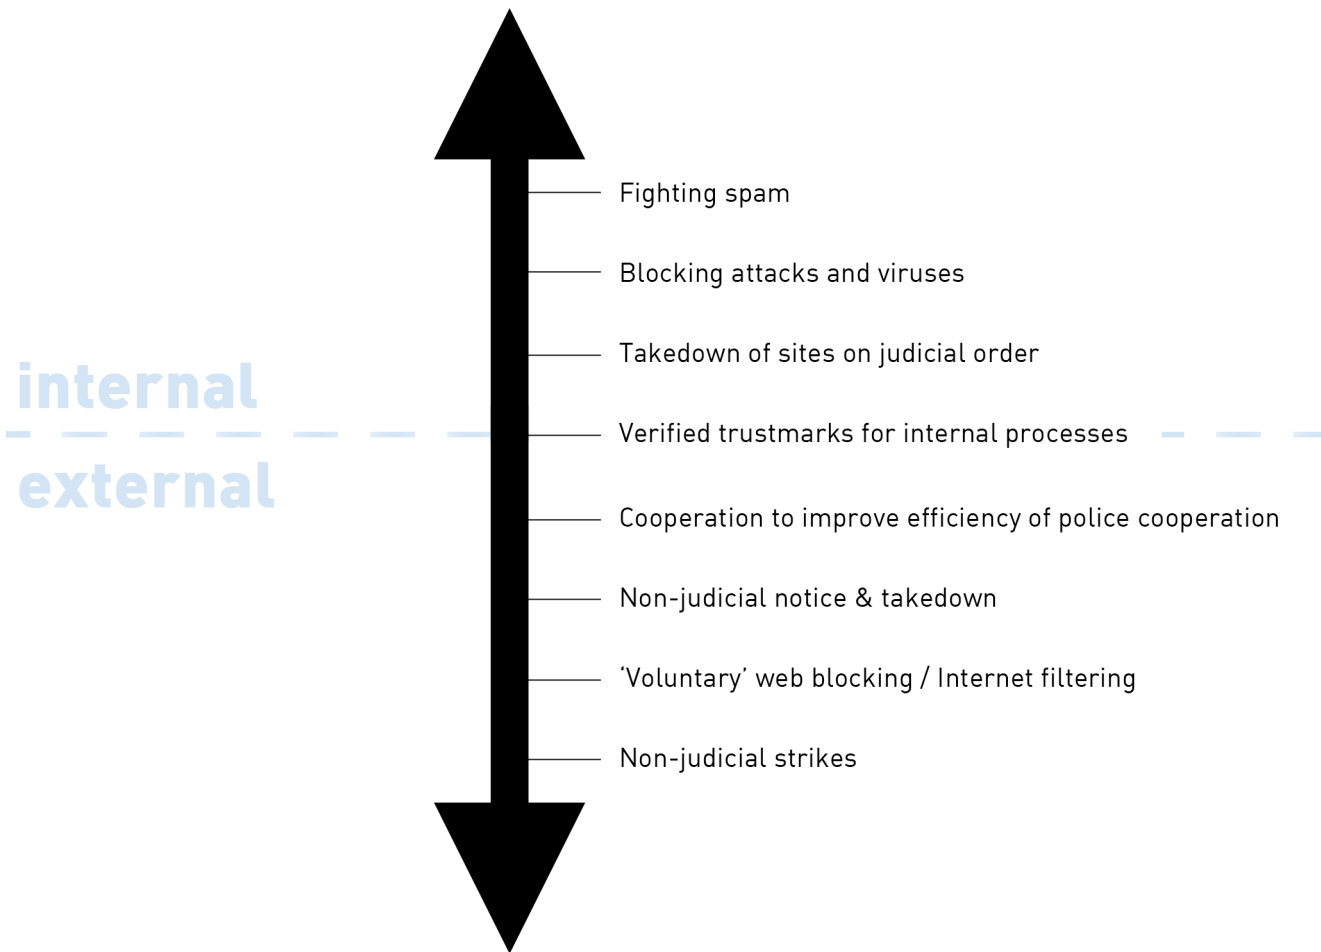 Fighting spam
Blocking attacks and viruses
Takedown of sites on judicial order
internal
Verified trustmarks for internal processes
external
Cooperation to improve efficiency of police cooperation
Non-judicial notice & takedown
‘Voluntary’ web blocking / Internet filtering
Non-judicial strikes